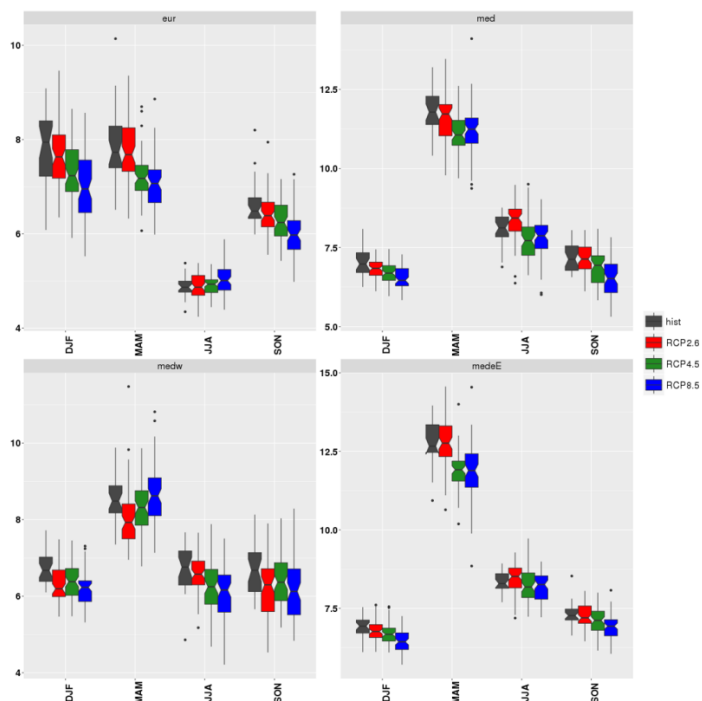 eur
med
10
8
6
4
12.5
10.0
7.5
5.0
DJF
MAM
JJA
SON
DJF
MAM
JJA
SON
hist
RCP2.6
RCP4.5
RCP8.5
medw
medeE
10
8
6
4
15.0
12.5
10.0
7.5
DJF
MAM
JJA
SON
DJF
MAM
JJA
SON